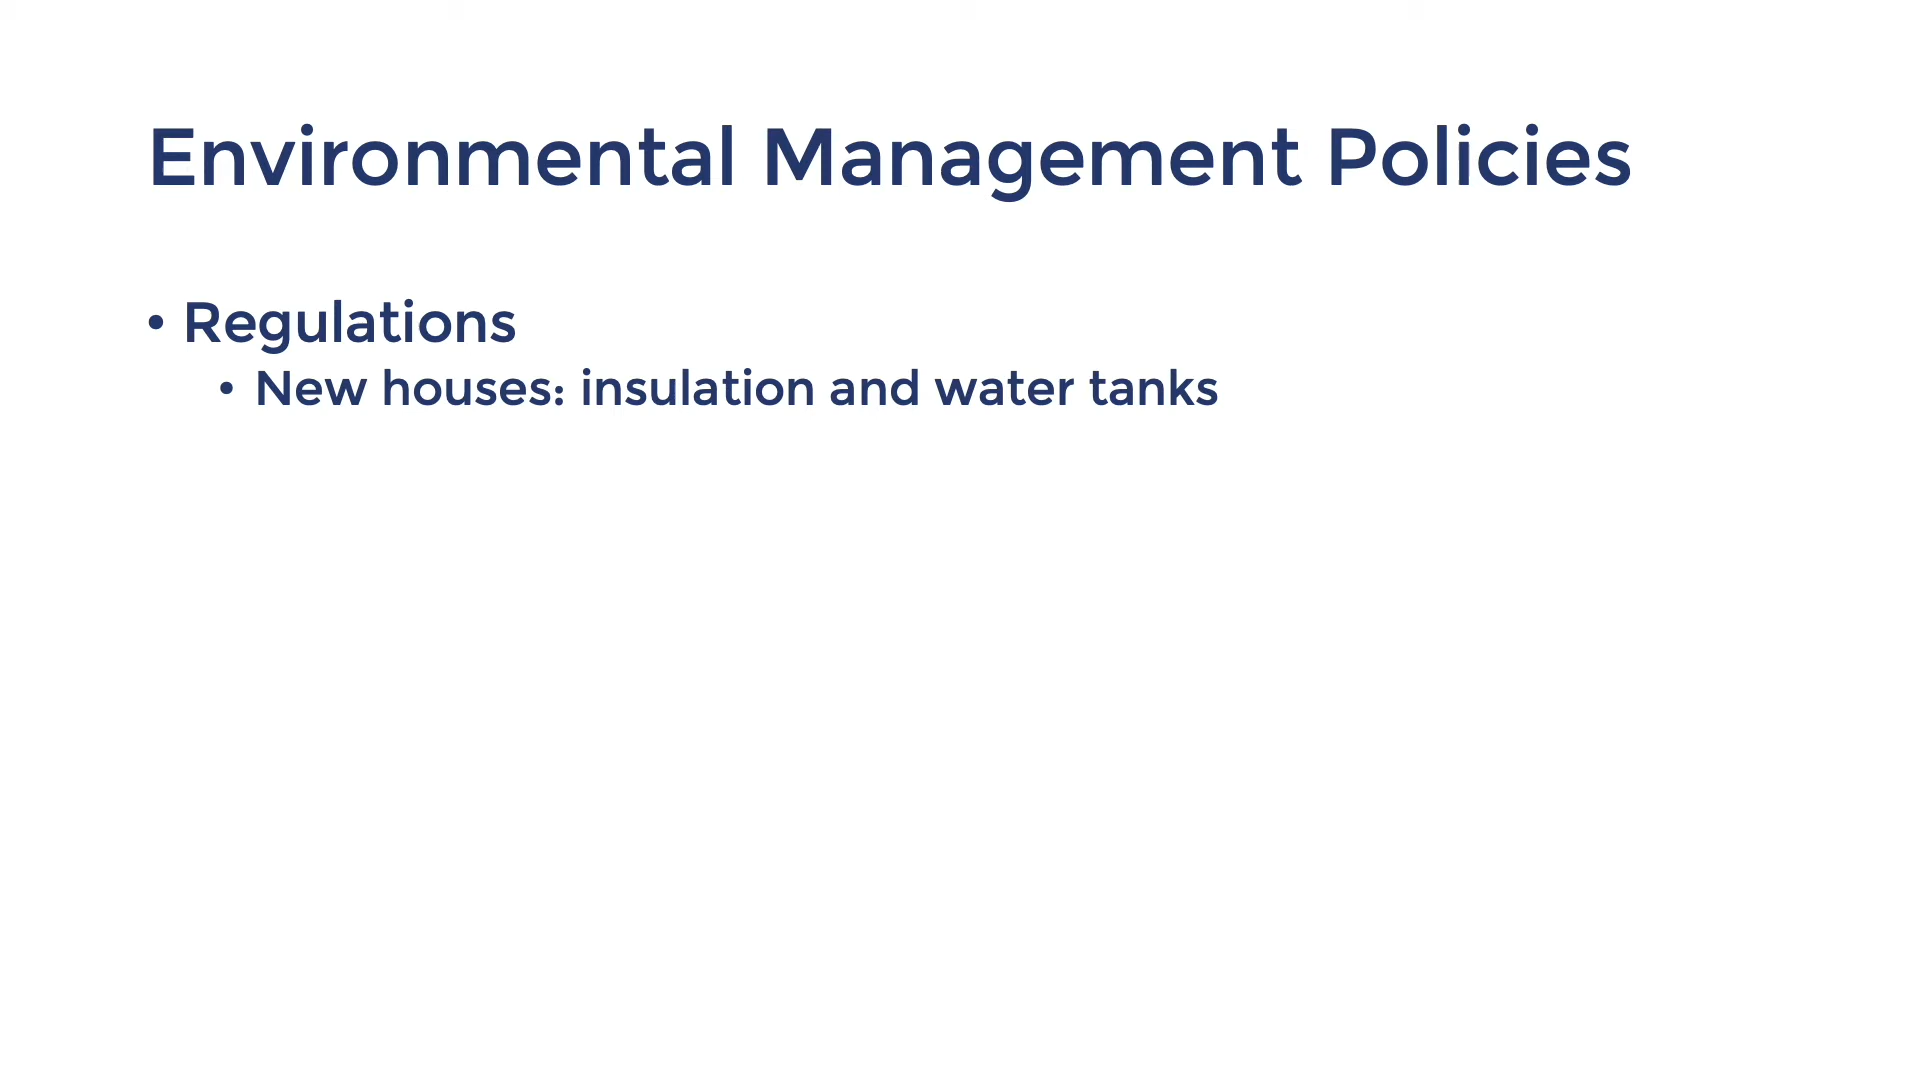 Environmental Management Policies
• Regulations
• New houses: insulation and water tanks